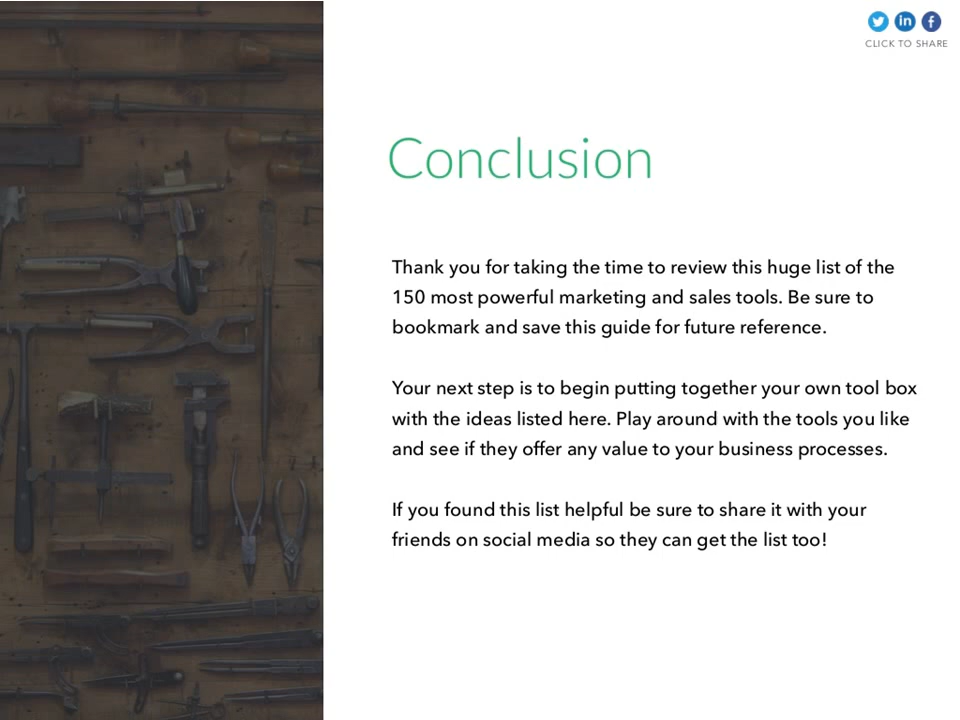 CLICK TO SHARE
Conclusion
Thank you for taking the time to review this huge list of the
150 most powerful marketing and sales tools. Be sure to
bookmark and save this guide for future reference.
Your next step is to begin putting together your own tool box
with the ideas listed here. Play around with the tools you like
and see if they offer any value to your business processes.
If you found this list helpful be sure to share it with your
friends on social media so they can get the list too!